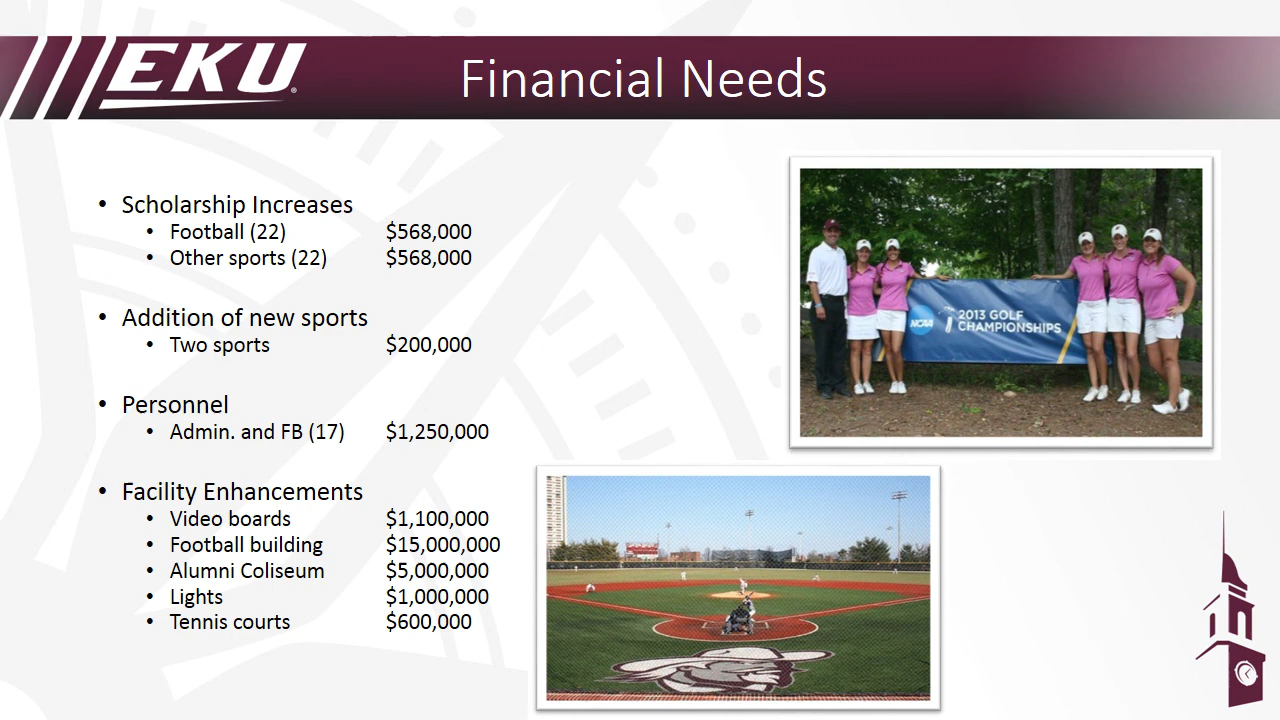 EKU
Financial Needs
• Scholarship Increases
• Football (22) $568,000
• Other sports (22) $568,000
• Addition of new sports
• Two sports $200,000
• Personnel
• Admin. and FB (17) $1,250,000
• Facility Enhancements
• Video boards $1,100,000
• Football building $15,000,000
• Alumni Coliseum $5,000,000
• Lights $1,000,000
• Tennis courts $600,000
NCAA
2013 GOLF
CHAMPIONSHIPS